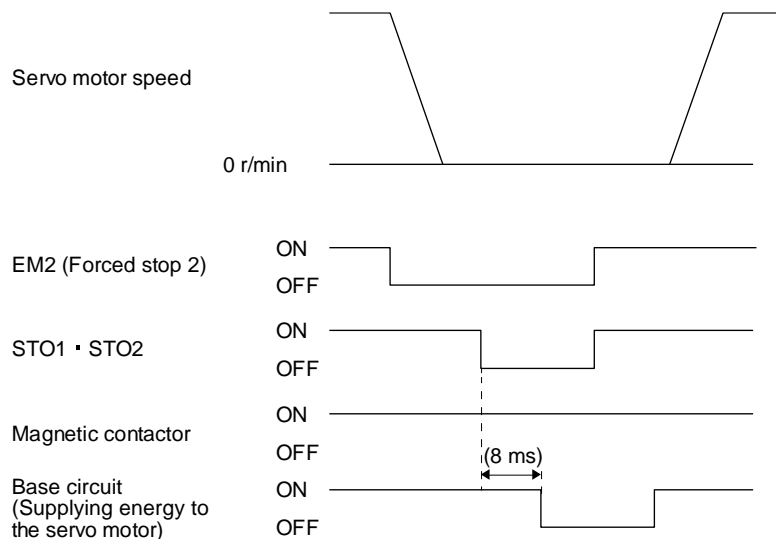 Servo motor speed
0 r/min
EM2 (Forced stop 2)
ON
OFF
STO1・STO2
ON
OFF
Magnetic contactor
ON
OFF
(8 ms)
Base circuit
(Supplying energy to
the servo motor)
ON
OFF